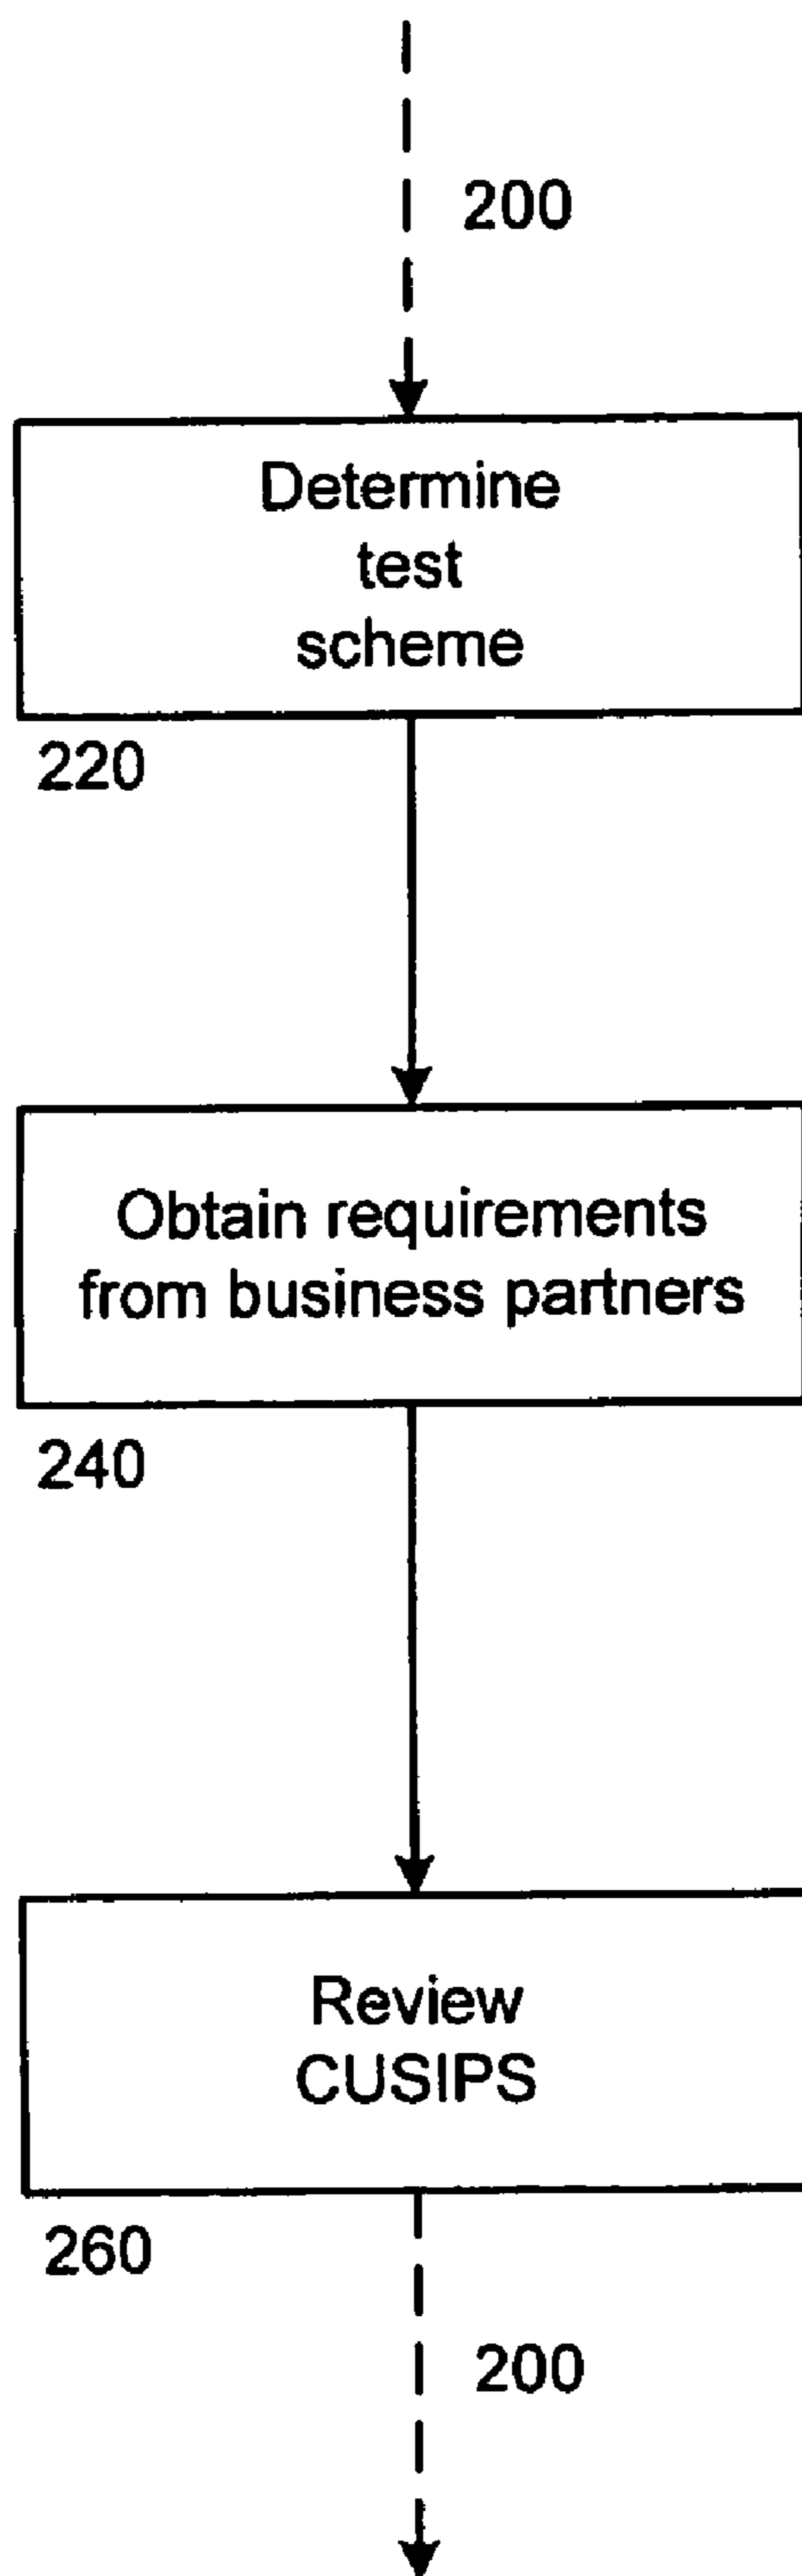 200
Determine
test
scheme
220
Obtain requirements
from business partners
240
Review
CUSIPS
260
200